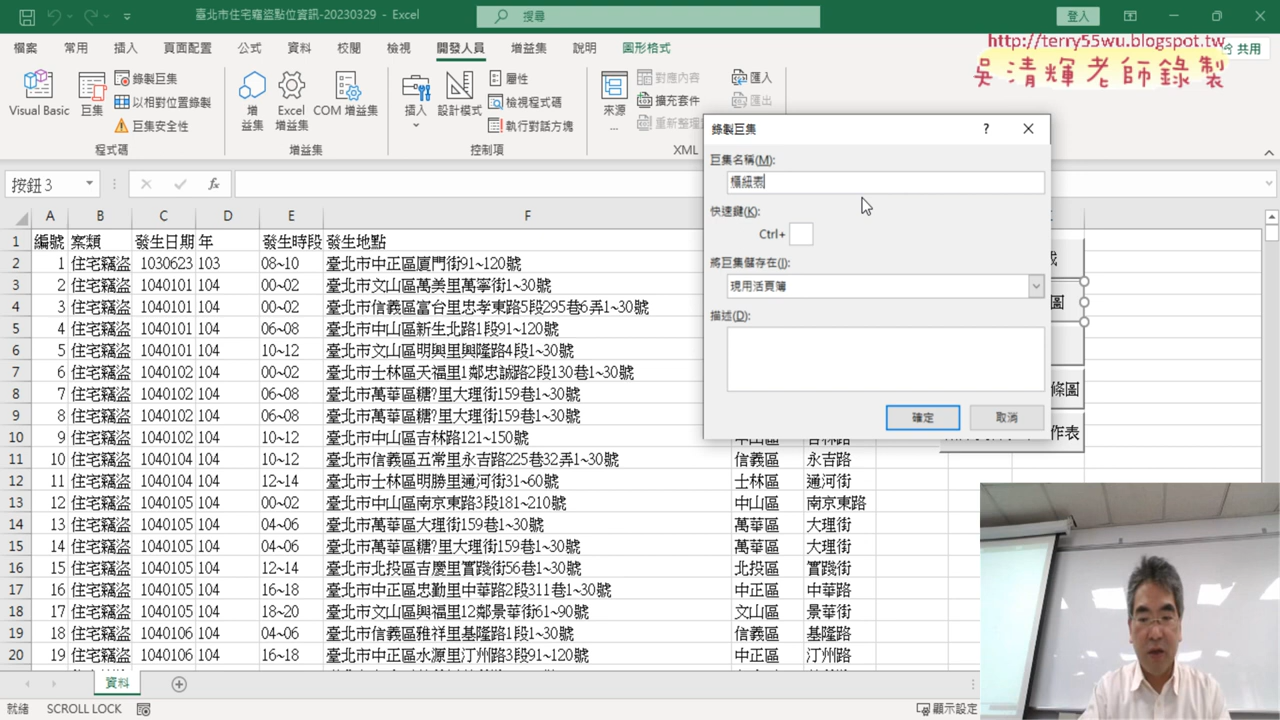 臺北市住宅竊盜點位資訊-20230329 - Excel
搜尋
登入
檔案 常用 插入 頁面配置 公式 資料 校閱 檢視 開發人員 增益集 說明 圖形格式
共用
http://terry55wu.blogspot.tw
吳清輝老師錄製
Visual Basic
巨集
錄製巨集
以相對位置錄製
巨集安全性
程式碼
增益集
Excel 增益集
COM 增益集
增益集
插入
設計模式
屬性
檢視程式碼
執行對話方塊
控制項
來源
...
對應內容
擴充套件
重新整理
匯入
匯出
XML
按鈕 3
fx
錄製巨集
?
巨集名稱(M):
快速鍵(K):
Ctrl+
將巨集儲存在(I):
現用活頁簿
描述(D):
確定
取消
A B C D E F
1 編號 案類 發生日期 年 發生時段 發生地點
2 1 住宅竊盜 1030623 103 08~10 臺北市中正區廈門街91~120號
3 2 住宅竊盜 1040101 104 00~02 臺北市文山區萬美里萬寧街1~30號
4 3 住宅竊盜 1040101 104 00~02 臺北市信義區富台里忠孝東路5段295巷6弄1~30號
5 4 住宅竊盜 1040101 104 06~08 臺北市中山區新生北路1段91~120號
6 5 住宅竊盜 1040101 104 10~12 臺北市文山區明興里興隆路4段1~30號
7 6 住宅竊盜 1040102 104 00~02 臺北市士林區天福里1鄰忠誠路2段130巷1~30號
8 7 住宅竊盜 1040102 104 06~08 臺北市萬華區糖?里大理街159巷1~30號
9 8 住宅竊盜 1040102 104 06~08 臺北市萬華區糖?里大理街159巷1~30號
10 9 住宅竊盜 1040102 104 10~12 臺北市中山區吉林路121~150號
11 10 住宅竊盜 1040104 104 10~12 臺北市信義區五常里永吉路225巷32弄1~30號 信義區 永吉路
12 11 住宅竊盜 1040104 104 12~14 臺北市士林區明勝里通河街31~60號 士林區 通河街
13 12 住宅竊盜 1040105 104 00~02 臺北市中山區南京東路3段181~210號 中山區 南京東路
14 13 住宅竊盜 1040105 104 04~06 臺北市萬華區大理街159巷1~30號 萬華區 大理街
15 14 住宅竊盜 1040105 104 04~06 臺北市萬華區糖?里大理街159巷1~30號 萬華區 大理街
16 15 住宅竊盜 1040105 104 12~14 臺北市北投區吉慶里實踐街56巷1~30號 北投區 實踐街
17 16 住宅竊盜 1040105 104 16~18 臺北市中正區忠勤里中華路2段311巷1~30號 中正區 中華路
18 17 住宅竊盜 1040105 104 18~20 臺北市文山區興福里12鄰景華街61~90號 文山區 景華街
19 18 住宅竊盜 1040106 104 04~06 臺北市信義區雅祥里基隆路1段1~30號 信義區 基隆路
20 19 住宅竊盜 1040106 104 16~18 臺北市中正區水源里汀州路3段91~120號 中正區 汀州路
圖
條圖
作表
資料
就緒
SCROLL LOCK
顯示設定